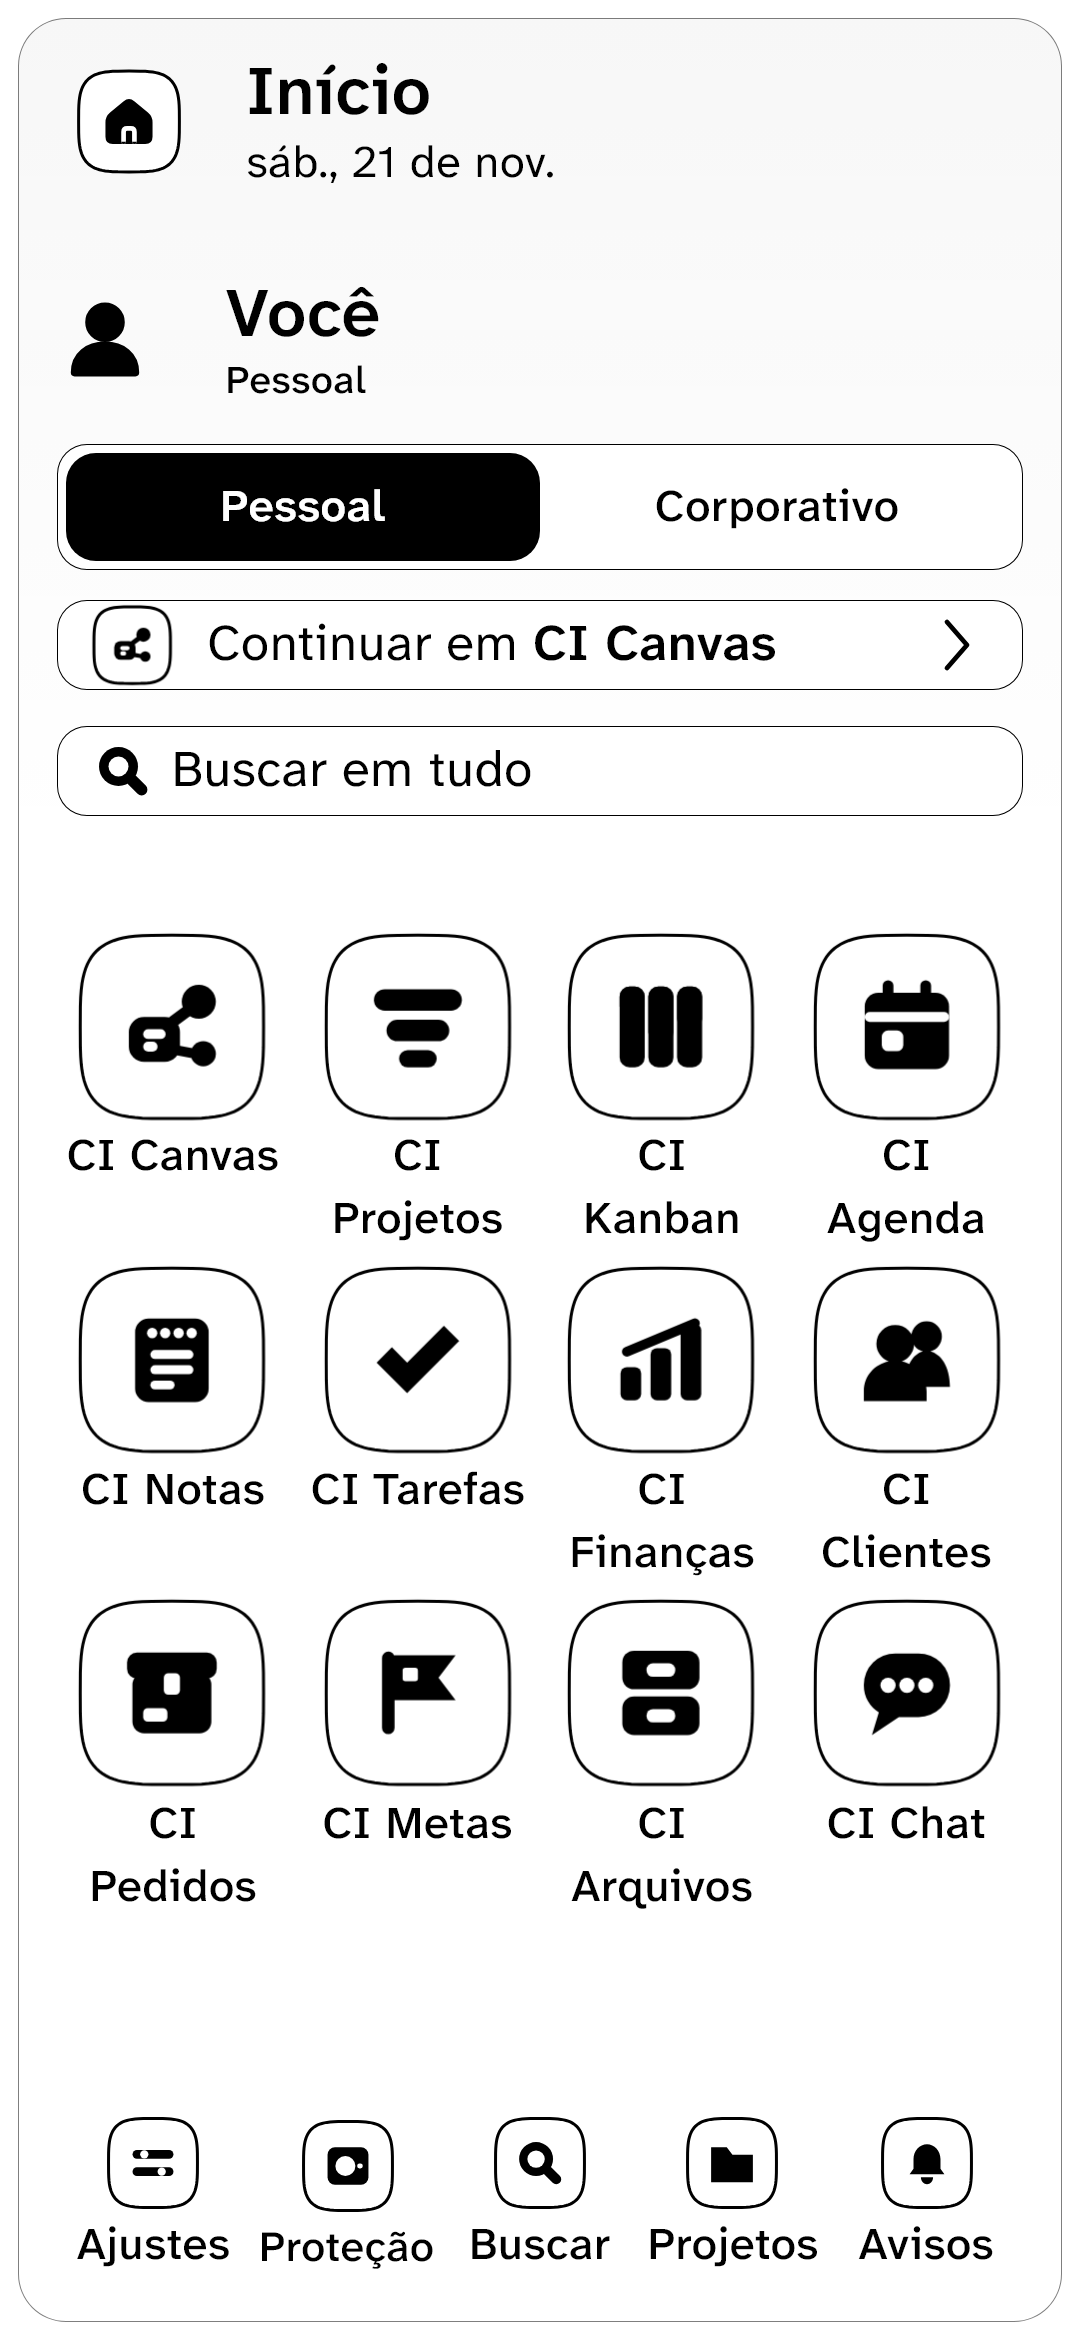 Início
sáb., 21 de nov.
Você
Pessoal
Pessoal
Corporativo
Continuar em CI Canvas
Buscar em tudo
CI Canvas
CI
Projetos
CI
Kanban
CI
Agenda
CI Notas
CI Tarefas
CI
Finanças
CI
Clientes
CI
Pedidos
CI Metas
CI
Arquivos
CI Chat
Ajustes
Proteção
Buscar
Projetos
Avisos